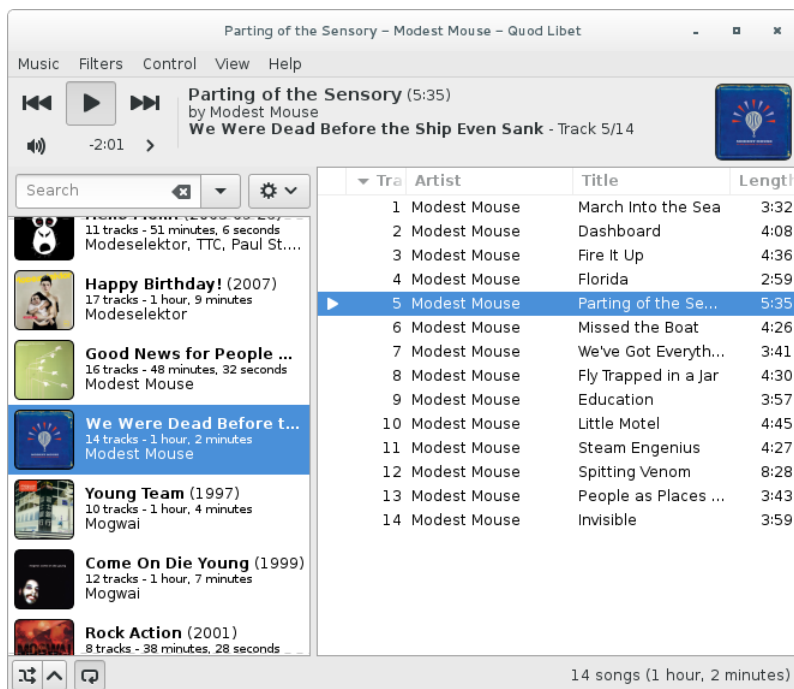 Parting of the Sensory – Modest Mouse – Quod Libet
Music Filters Control View Help
Parting of the Sensory (5:35)
by Modest Mouse
We Were Dead Before the Ship Even Sank - Track 5/14
-2:01
Search
11 tracks - 51 minutes, 6 seconds
Modeselektor, TTC, Paul St....
Happy Birthday! (2007)
17 tracks - 1 hour, 9 minutes
Modeselektor
Good News for People ...
16 tracks - 48 minutes, 32 seconds
Modest Mouse
We Were Dead Before t...
14 tracks - 1 hour, 2 minutes
Modest Mouse
Young Team (1997)
10 tracks - 1 hour, 4 minutes
Mogwai
Come On Die Young (1999)
12 tracks - 1 hour, 7 minutes
Mogwai
Rock Action (2001)
8 tracks - 38 minutes, 28 seconds
Tra Artist Title Length
1 Modest Mouse March Into the Sea 3:32
2 Modest Mouse Dashboard 4:08
3 Modest Mouse Fire It Up 4:36
4 Modest Mouse Florida 2:59
5 Modest Mouse Parting of the Se... 5:35
6 Modest Mouse Missed the Boat 4:26
7 Modest Mouse We've Got Everyth... 3:41
8 Modest Mouse Fly Trapped in a Jar 4:30
9 Modest Mouse Education 3:57
10 Modest Mouse Little Motel 4:45
11 Modest Mouse Steam Engenius 4:27
12 Modest Mouse Spitting Venom 8:28
13 Modest Mouse People as Places ... 3:43
14 Modest Mouse Invisible 3:59
14 songs (1 hour, 2 minutes)